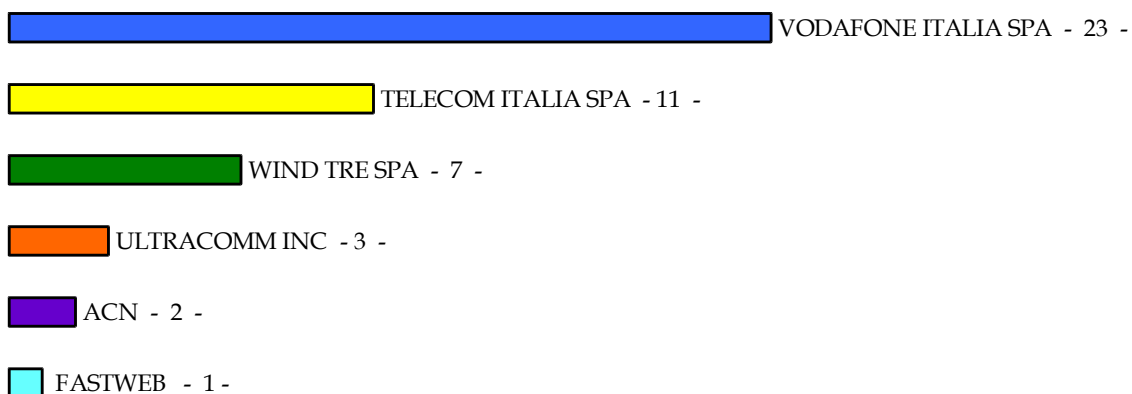 VODAFONE ITALIA SPA - 23 -
TELECOM ITALIA SPA - 11 -
WIND TRE SPA - 7 -
ULTRACOMM INC - 3 -
ACN - 2 -
FASTWEB - 1 -